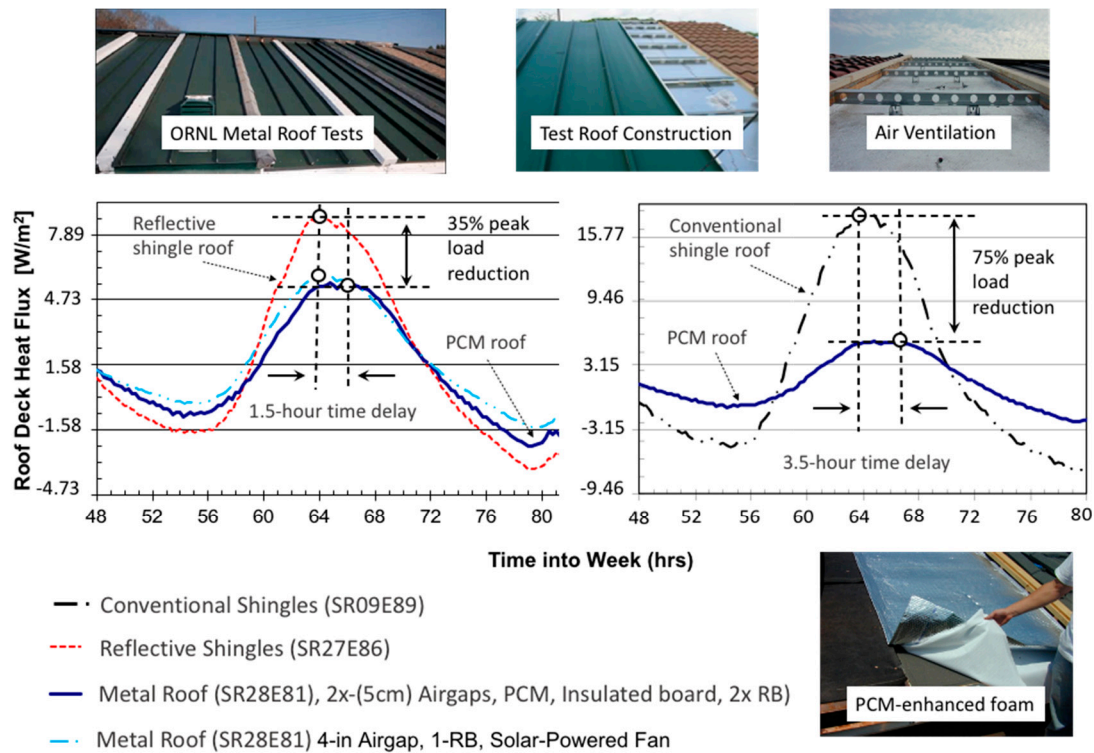 ORNL Metal Roof Tests
Test Roof Construction
Air Ventilation
Roof Deck Heat Flux [W/m²]
7.89
4.73
1.58
-1.58
-4.73
48
52
56
60
64
68
72
76
80
Reflective
shingle roof
35% peak
load
reduction
PCM roof
1.5-hour time delay
15.77
9.46
3.15
-3.15
-9.46
48
52
56
60
64
68
72
76
80
Conventional
shingle roof
75% peak
load
reduction
PCM roof
3.5-hour time delay
Time into Week (hrs)
Conventional Shingles (SR09E89)
Reflective Shingles (SR27E86)
Metal Roof (SR28E81), 2x-(5cm) Airgaps, PCM, Insulated board, 2x RB)
Metal Roof (SR28E81) 4-in Airgap, 1-RB, Solar-Powered Fan
PCM-enhanced foam